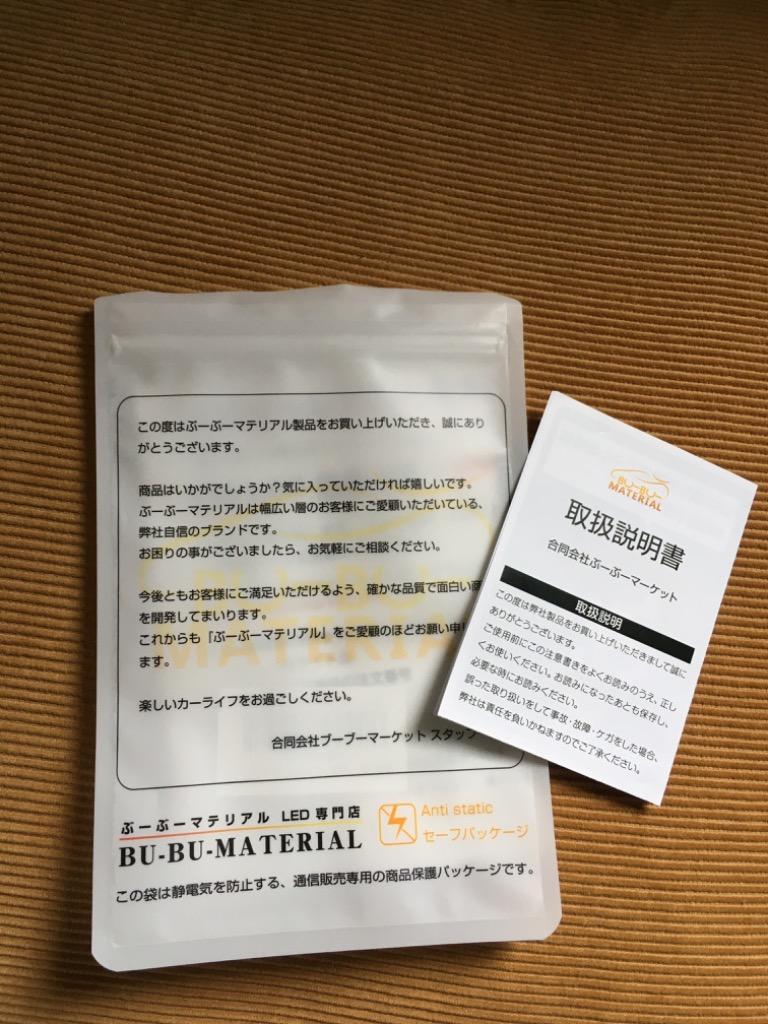 この度はぶーぶーマテリアル製品をお買い上げいただき、誠にあり
がとうございます。
商品はいかがでしょうか?気に入っていただければ嬉しいです。
ぶーぶーマテリアルは幅広い層のお客様にご愛顧いただいている、
弊社自信のブランドです。
お困りの事がございましたら、お気軽にご相談ください。
今後ともお客様にご満足いただけるよう、確かな品質で面白い
を開発してまいります。
これからも「ぶーぶーマテリアル」をご愛顧のほどお願い申し
ます。
楽しいカーライフをお過ごしください。
合同会社ブーブーマーケット スタッフ
ぶーぶーマテリアル LED専門店
BU-BU-MATERIAL
Anti static
セーフパッケージ
この袋は静電気を防止する、通信販売専用の商品保護パッケージです。
BU-BU-
MATERIAL
BU-BU-
MATERIAL
取扱説明書
合同会社ぶーぶーマーケット
取扱説明
この度は弊社製品をお買い上げいただきまして誠に
ありがとうございます。
ご使用前にこの注意書きをよくお読みのうえ、正し
くお使いください。お読みになったあとも保存し、
必要な時にお読みください。
誤った取り扱いをして事故・故障・ケガをした場合、
弊社は責任を負いかねますのでご了承ください。